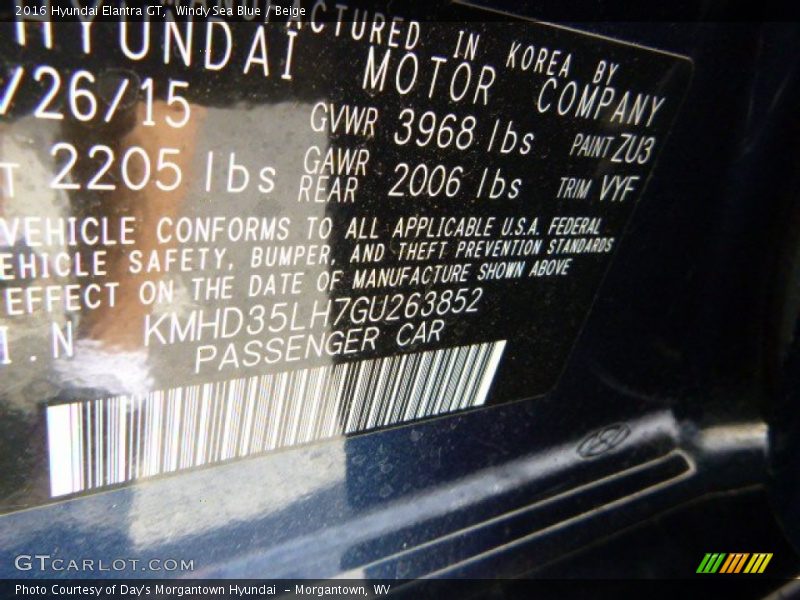 2016 Hyundai Elantra GT, Windy Sea Blue / Beige
MANUFACTURED IN KOREA BY
HYUNDAI MOTOR COMPANY
/26/15 GVWR 3968 lbs PAINT ZU3
T 2205 lbs GAWR REAR 2006 lbs TRIM VYF
VEHICLE CONFORMS TO ALL APPLICABLE U.S.A. FEDERAL
EHICLE SAFETY, BUMPER, AND THEFT PREVENTION STANDARDS
EFFECT ON THE DATE OF MANUFACTURE SHOWN ABOVE
I.N KMHD35LH7GU263852
PASSENGER CAR
GTCARLOT.COM
Photo Courtesy of Day's Morgantown Hyundai - Morgantown, WV